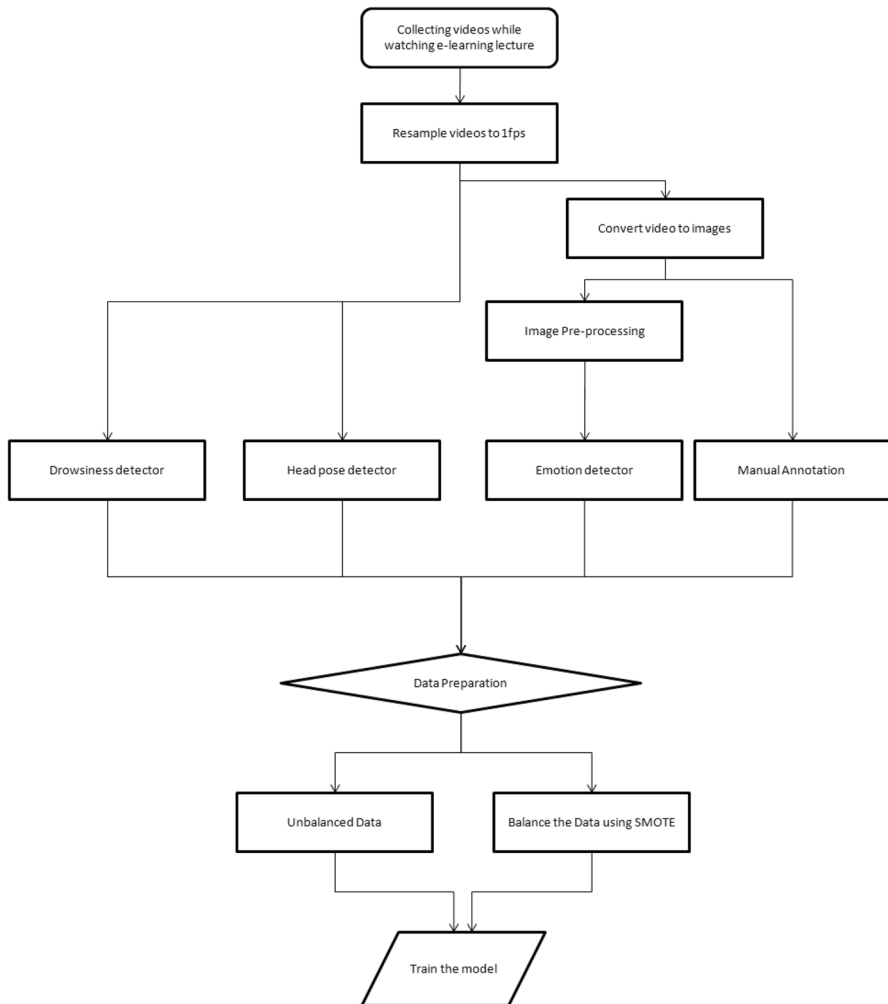 Collecting videos while
watching e-learning lecture
Resample videos to 1fps
Convert video to images
Image Pre-processing
Drowsiness detector
Head pose detector
Emotion detector
Manual Annotation
Data Preparation
Unbalanced Data
Balance the Data using SMOTE
Train the model